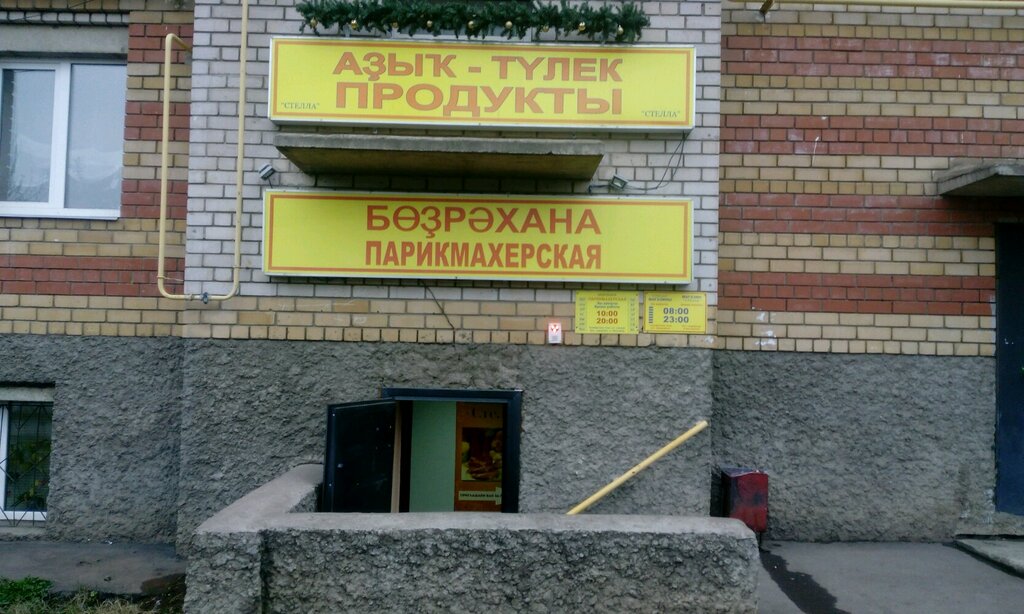 АҘЫҠ - ТҮЛЕК
ПРОДУКТЫ
"СТЕЛЛА" "СТЕЛЛА"
БӨҘРӘХАНА
ПАРИКМАХЕРСКАЯ
10:00
20:00
08:00
23:00